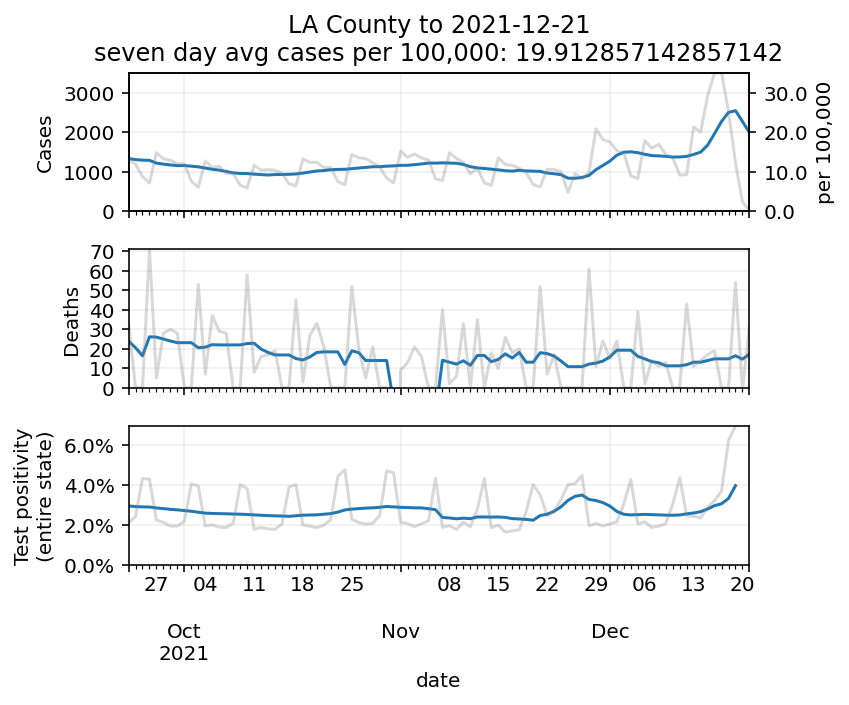 LA County to 2021-12-21
seven day avg cases per 100,000: 19.912857142857142
Cases
3000
2000
1000
0
30.0
20.0
10.0
0.0
per 100,000
Deaths
70
60
50
40
30
20
10
0
Test positivity
(entire state)
6.0%
4.0%
2.0%
0.0%
27 04 11 18 25 08 15 22 29 06 13 20
Oct Nov Dec
2021
date